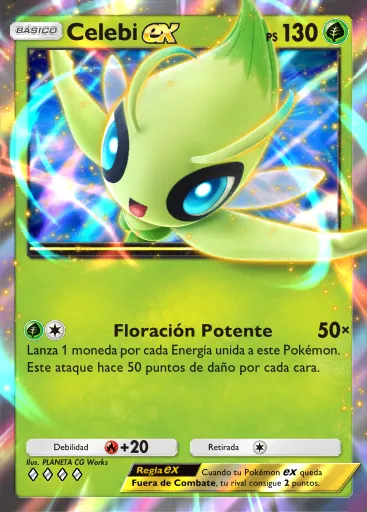 BÁSICO Celebi ex PS 130
Floración Potente 50×
Lanza 1 moneda por cada Energía unida a este Pokémon.
Este ataque hace 50 puntos de daño por cada cara.
Debilidad +20 Retirada
Ilus. PLANETA CG Works
Regla ex Cuando tu Pokémon ex queda
Fuera de Combate, tu rival consigue 2 puntos.